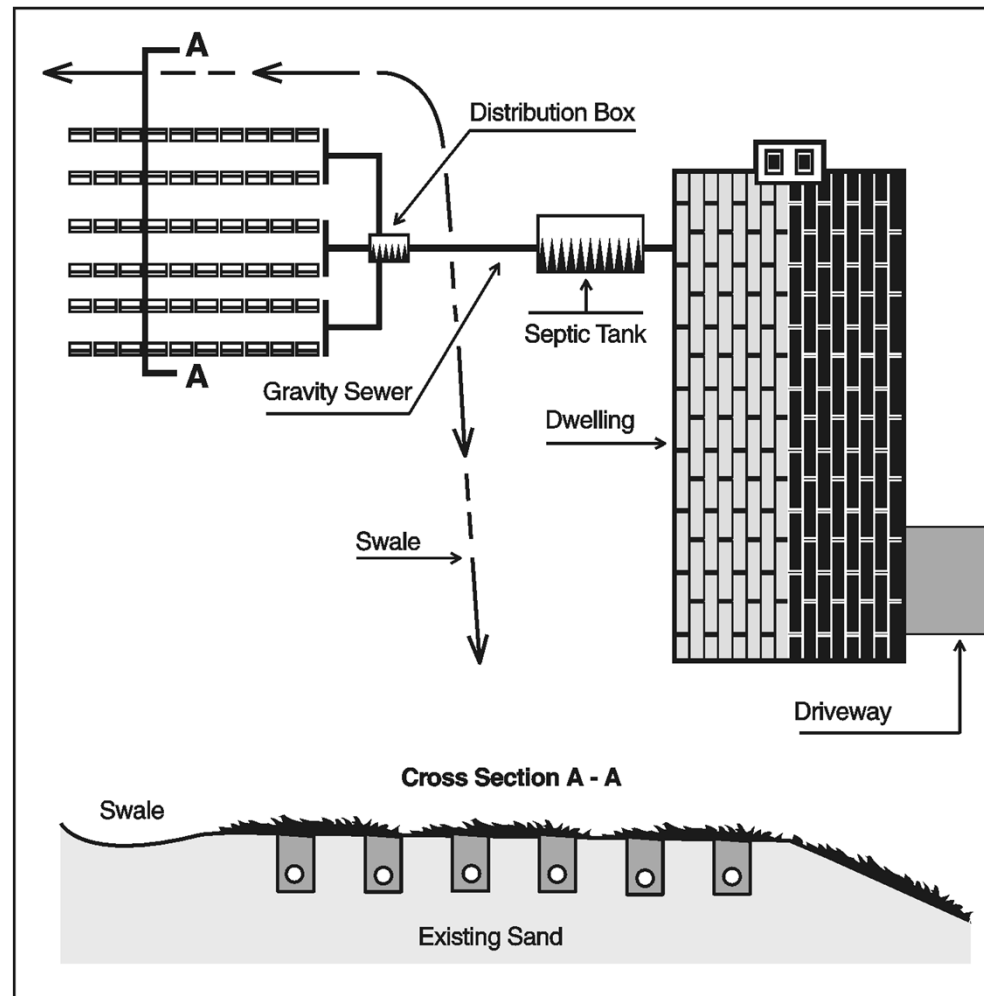 A
Distribution Box
Septic Tank
A
Gravity Sewer
Dwelling
Swale
Driveway
Cross Section A - A
Swale
Existing Sand